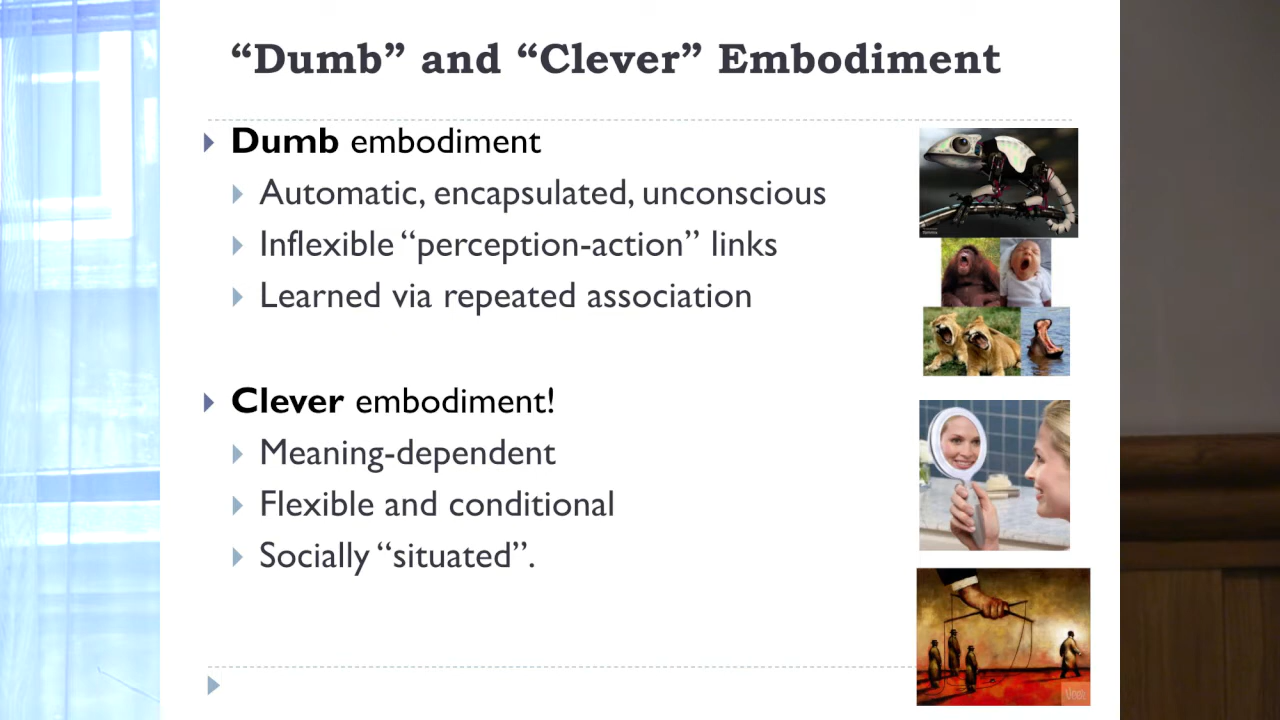 “Dumb” and “Clever” Embodiment
Dumb embodiment
Automatic, encapsulated, unconscious
Inflexible “perception-action” links
Learned via repeated association
Clever embodiment!
Meaning-dependent
Flexible and conditional
Socially “situated”.